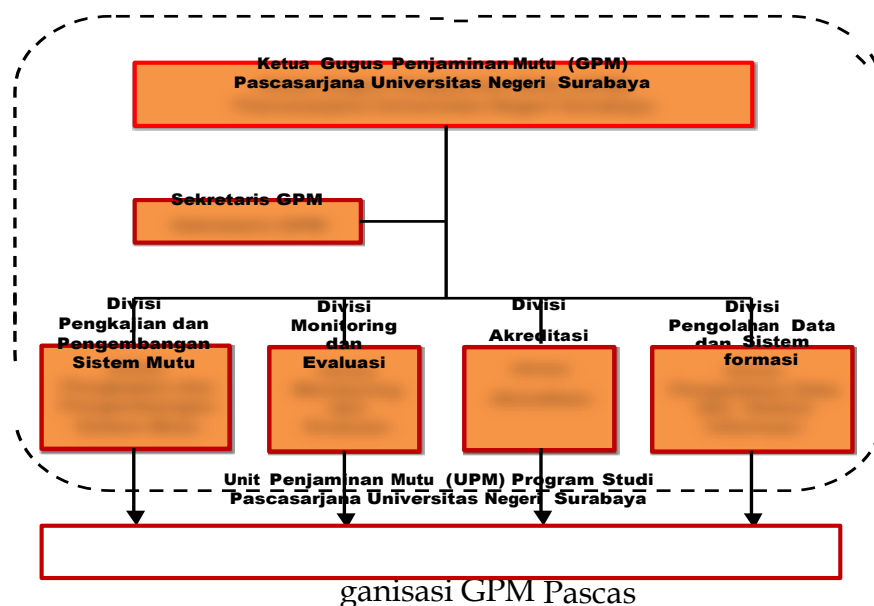 Ketua Gugus Penjaminan Mutu (GPM)
Pascasarjana Universitas Negeri Surabaya
Sekretaris GPM
Divisi
Pengkajian dan
Pengembangan
Sistem Mutu
Divisi
Monitoring
dan
Evaluasi
Divisi
Akreditasi
Divisi
Pengolahan Data
dan Sistem
formasi
Unit Penjaminan Mutu (UPM) Program Studi
Pascasarjana Universitas Negeri Surabaya
ganisasi GPM Pascas